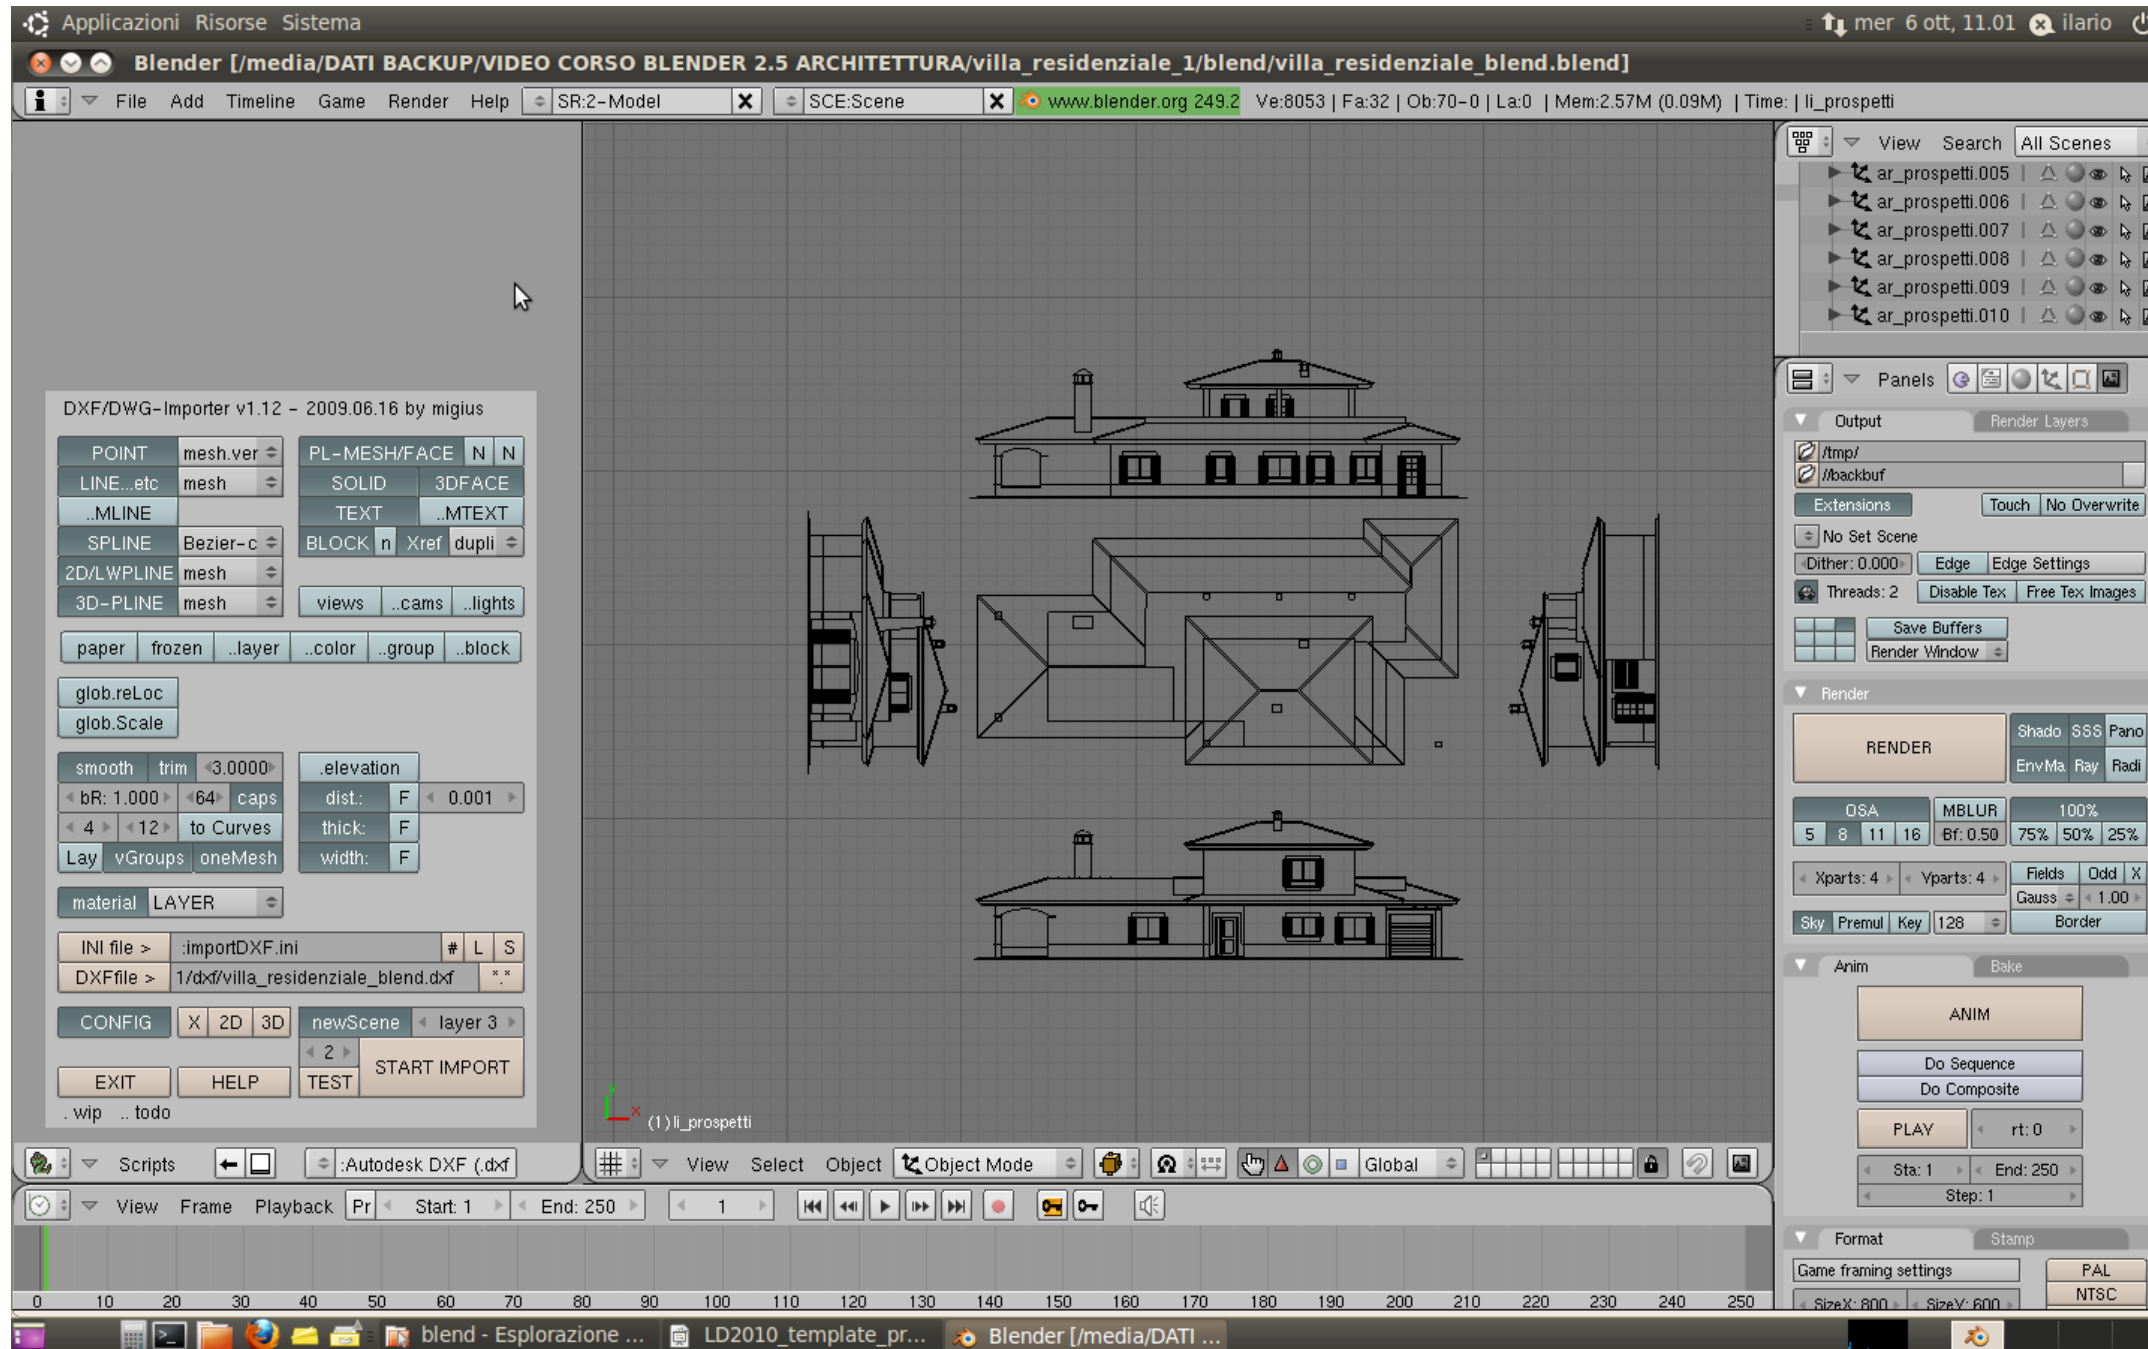 Applicazioni Risorse Sistema
mer 6 ott, 11.01 ilario
Blender [/media/DATI BACKUP/VIDEO CORSO BLENDER 2.5 ARCHITETTURA/villa_residenziale_1/blend/villa_residenziale_blend.blend]
File Add Timeline Game Render Help SR:2-Model X SCE:Scene X www.blender.org 249.2 Ve:8053 | Fa:32 | Ob:70-0 | La:0 | Mem:2.57M (0.09M) | Time: | li_prospetti
DXF/DWG-Importer v1.12 - 2009.06.16 by migius
POINT mesh.ver PL-MESH/FACE N N
LINE...etc mesh SOLID 3DFACE
..MLINE TEXT ..MTEXT
SPLINE Bezier-c BLOCK n Xref dupli
2D/LWPLINE mesh
3D-PLINE mesh views ..cams ..lights
paper frozen ..layer ..color ..group ..block
glob.reLoc
glob.Scale
smooth trim 3.0000 .elevation
bR: 1.000 64 caps dist.: F 0.001
4 12 to Curves thick: F
Lay vGroups oneMesh width: F
material LAYER
INI file > :importDXF.ini # L S
DXFfile > 1/dxf/villa_residenziale_blend.dxf *.*
CONFIG X 2D 3D newScene layer 3
2
EXIT HELP TEST START IMPORT
. wip .. todo
Scripts :Autodesk DXF (.dxf
y
x
(1) li_prospetti
View Select Object Object Mode Global
View Search All Scenes
ar_prospetti.005
ar_prospetti.006
ar_prospetti.007
ar_prospetti.008
ar_prospetti.009
ar_prospetti.010
Panels
Output Render Layers
/tmp/
//backbuf
Extensions Touch No Overwrite
No Set Scene
Dither: 0.000 Edge Edge Settings
Threads: 2 Disable Tex Free Tex Images
Save Buffers
Render Window
Render
RENDER Shado SSS Pano
EnvMa Ray Radi
OSA MBLUR 100%
5 8 11 16 Bf: 0.50 75% 50% 25%
Xparts: 4 Yparts: 4 Fields Odd X
Gauss 1.00
Sky Premul Key 128 Border
Anim Bake
ANIM
Do Sequence
Do Composite
PLAY rt: 0
Sta: 1 End: 250
Step: 1
Format Stamp
Game framing settings PAL
NTSC
SizeX: 800 SizeY: 600
View Frame Playback Pr Start: 1 End: 250 1
0 10 20 30 40 50 60 70 80 90 100 110 120 130 140 150 160 170 180 190 200 210 220 230 240 250
blend - Esplorazione ... LD2010_template_pr... Blender [/media/DATI ...